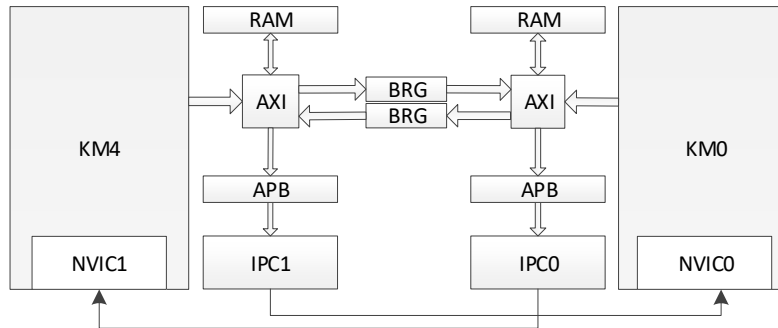 RAM
RAM
AXI
BRG
BRG
AXI
KM4
KM0
APB
APB
NVIC1
IPC1
IPC0
NVIC0